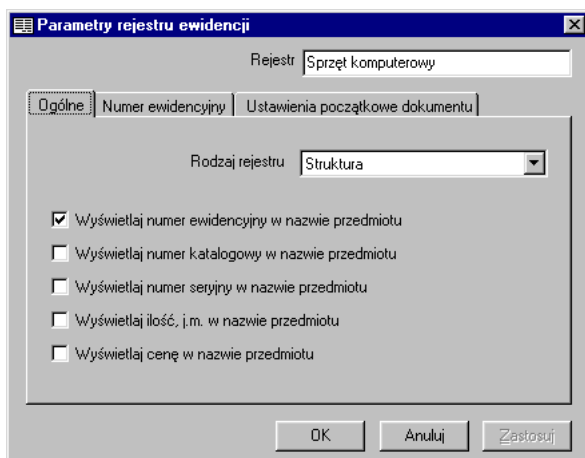 Parametry rejestru ewidencji
Rejestr Sprzęt komputerowy
Ogólne Numer ewidencyjny Ustawienia początkowe dokumentu
Rodzaj rejestru Struktura
Wyświetlaj numer ewidencyjny w nazwie przedmiotu
Wyświetlaj numer katalogowy w nazwie przedmiotu
Wyświetlaj numer seryjny w nazwie przedmiotu
Wyświetlaj ilość, j.m. w nazwie przedmiotu
Wyświetlaj cenę w nazwie przedmiotu
OK Anuluj Zastosuj